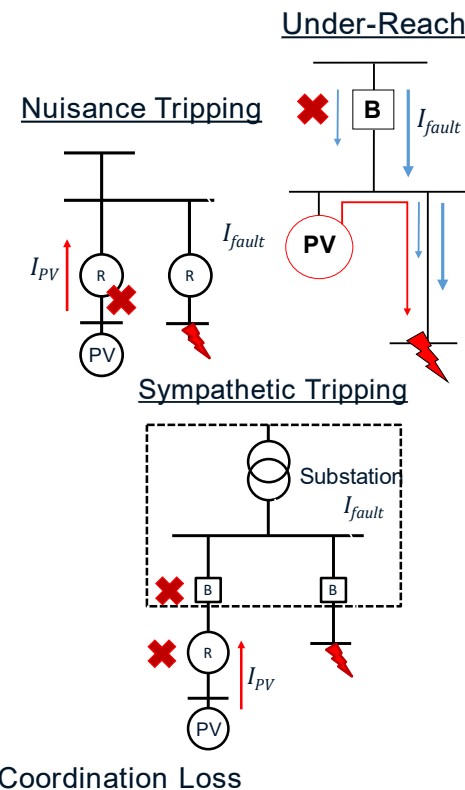 Under-Reach
B
I_fault
PV
Nuisance Tripping
I_fault
I_PV
R
R
PV
Sympathetic Tripping
Substation
I_fault
B
B
R
I_PV
PV
Coordination Loss